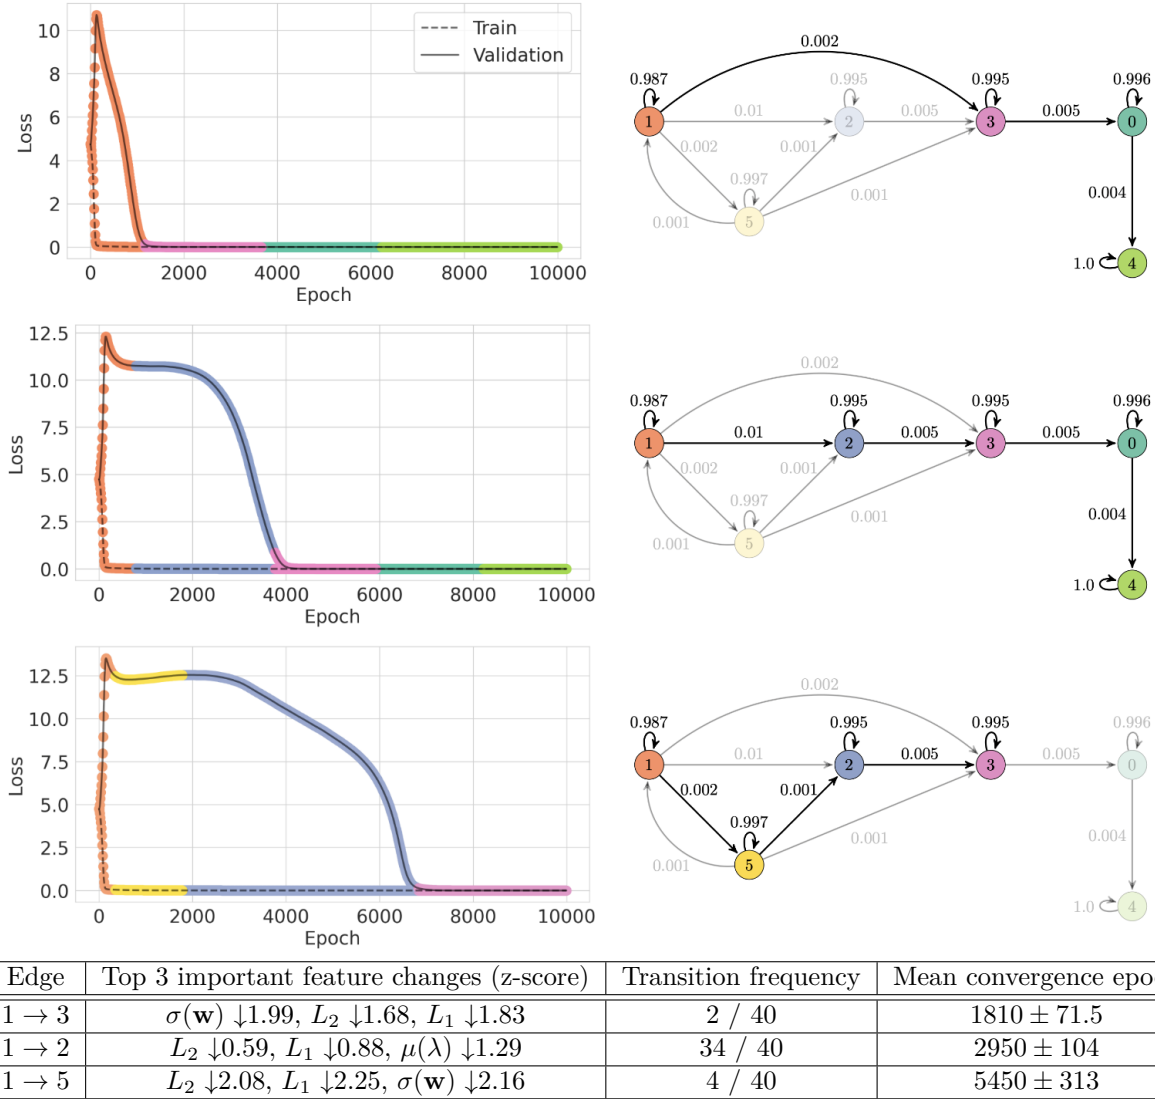 10
8
6
4
2
0
Loss
Train
Validation
0 2000 4000 6000 8000 10000
Epoch
0.002
0.987 0.995 0.995 0.996
1 0.01 2 0.005 3 0.005 0
0.002 0.001
0.997
0.001 5 0.001
0.004
1.0 4
12.5
10.0
7.5
5.0
2.5
0.0
Loss
0 2000 4000 6000 8000 10000
Epoch
0.002
0.987 0.995 0.995 0.996
1 0.01 2 0.005 3 0.005 0
0.002 0.001
0.997
0.001 5 0.001
0.004
1.0 4
12.5
10.0
7.5
5.0
2.5
0.0
Loss
0 2000 4000 6000 8000 10000
Epoch
0.002
0.987 0.995 0.995 0.996
1 0.01 2 0.005 3 0.005 0
0.002 0.001
0.997
0.001 5 0.001
0.004
1.0 4
Edge Top 3 important feature changes (z-score) Transition frequency Mean convergence epoc
1 → 3 σ(w) ↓1.99, L₂ ↓1.68, L₁ ↓1.83 2 / 40 1810 ± 71.5
1 → 2 L₂ ↓0.59, L₁ ↓0.88, μ(λ) ↓1.29 34 / 40 2950 ± 104
1 → 5 L₂ ↓2.08, L₁ ↓2.25, σ(w) ↓2.16 4 / 40 5450 ± 313